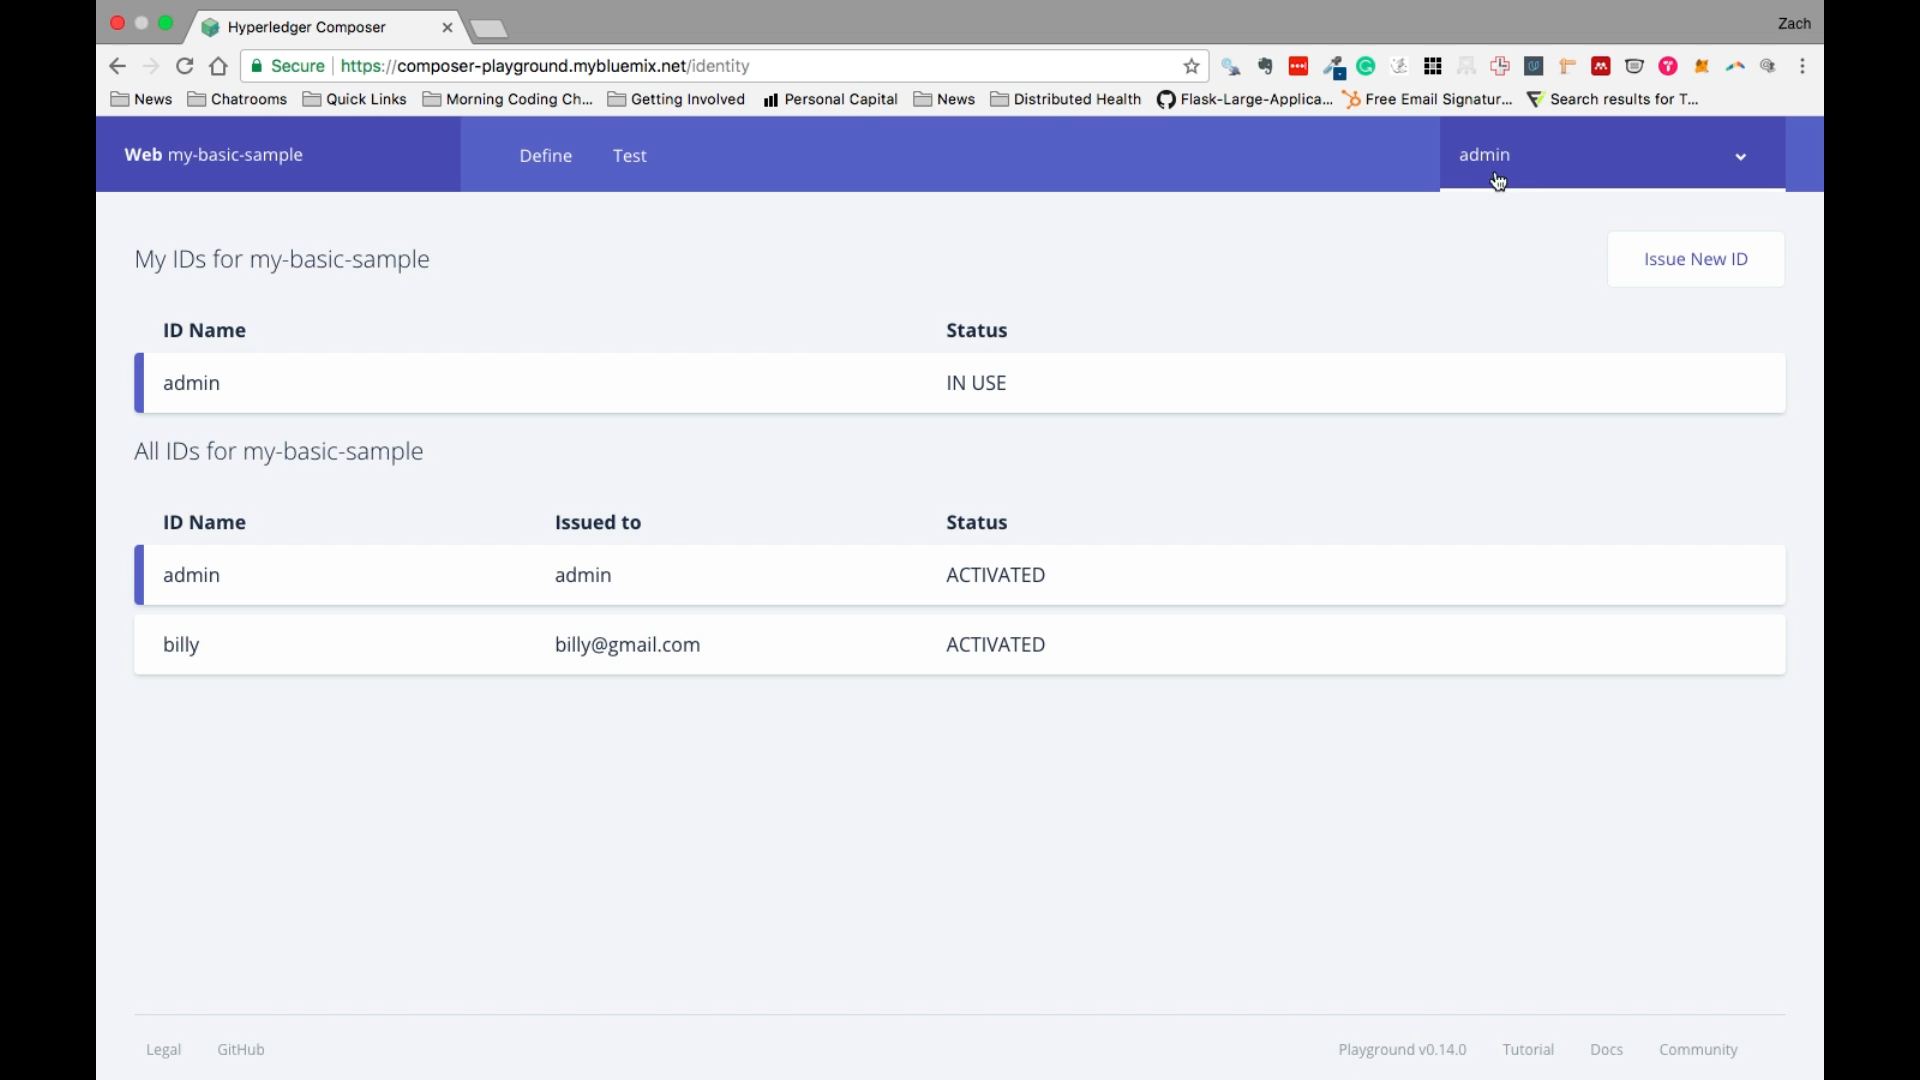 Hyperledger Composer
Zach
Secure https://composer-playground.mybluemix.net/identity
News Chatrooms Quick Links Morning Coding Ch... Getting Involved Personal Capital News Distributed Health Flask-Large-Applica... Free Email Signatur... Search results for T...
Web my-basic-sample Define Test admin
My IDs for my-basic-sample Issue New ID
ID Name Status
admin IN USE
All IDs for my-basic-sample
ID Name Issued to Status
admin admin ACTIVATED
billy billy@gmail.com ACTIVATED
Legal GitHub Playground v0.14.0 Tutorial Docs Community